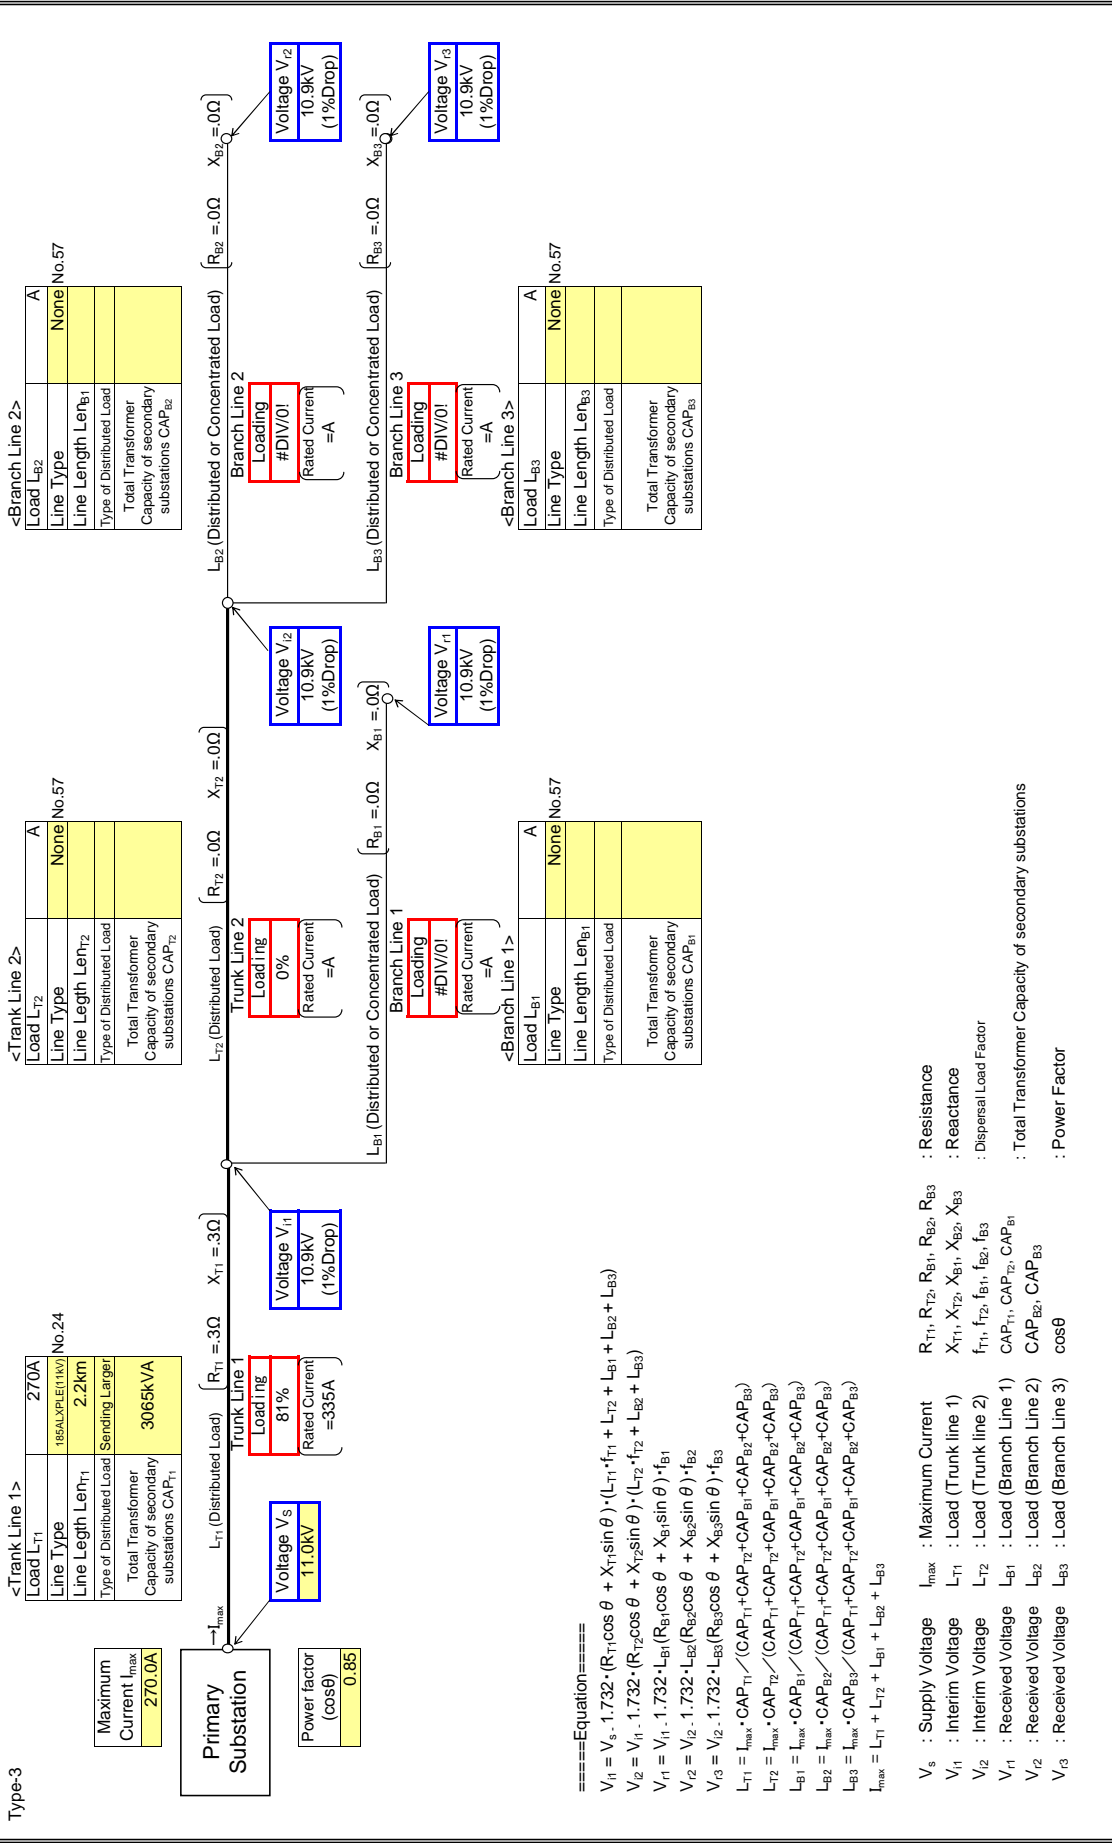 Type-3
<Trank Line 1>
Load LT1 270A
Line Type 185ALXPLE(11kV) No.24
Line Legth LenT1 2.2km
Type of Distributed Load Sending Larger
Total Transformer Capacity of secondary substations CAPT1 3065kVA
<Trank Line 2>
Load LT2 A
Line Type None No.57
Line Length LenT2
Type of Distributed Load
Total Transformer Capacity of secondary substations CAPT2
<Branch Line 2>
Load LB2 A
Line Type None No.57
Line Length LenB1
Type of Distributed Load
Total Transformer Capacity of secondary substations CAPB2
Maximum
Current Imax
270.0A
Primary
Substation
→Imax
Power factor
(cosθ)
0.85
Voltage VS
11.0kV
LT1 (Distributed Load)
RT1 =.3Ω XT1 =.3Ω
Trunk Line 1
Loading
81%
Rated Current
=335A
Voltage Vi1
10.9kV
(1%Drop)
LT2 (Distributed Load)
RT2 =.0Ω XT2 =.0Ω
Trunk Line 2
Loading
0%
Rated Current
=A
Voltage Vi2
10.9kV
(1%Drop)
LB2 (Distributed or Concentrated Load)
RB2 =.0Ω XB2 =.0Ω
Branch Line 2
Loading
#DIV/0!
Rated Current
=A
Voltage Vr2
10.9kV
(1%Drop)
LB1 (Distributed or Concentrated Load)
RB1 =.0Ω XB1 =.0Ω
Branch Line 1
Loading
#DIV/0!
Rated Current
=A
Voltage Vr1
10.9kV
(1%Drop)
LB3 (Distributed or Concentrated Load)
RB3 =.0Ω XB3 =.0Ω
Branch Line 3
Loading
#DIV/0!
Rated Current
=A
Voltage Vr3
10.9kV
(1%Drop)
<Branch Line 1>
Load LB1 A
Line Type None No.57
Line Length LenB1
Type of Distributed Load
Total Transformer Capacity of secondary substations CAPB1
<Branch Line 3>
Load LB3 A
Line Type None No.57
Line Length LenB3
Type of Distributed Load
Total Transformer Capacity of secondary substations CAPB3
=====Equation=====
Vi1 = Vs - 1.732・(RT1cos θ + XT1sin θ)・(LT1・fT1 + LT2 + LB1 + LB2 + LB3)
Vi2 = Vi1 - 1.732・(RT2cos θ + XT2sin θ)・(LT2・fT2 + LB2 + LB3)
Vr1 = Vi1 - 1.732・LB1(RB1cos θ + XB1sin θ)・fB1
Vr2 = Vi2 - 1.732・LB2(RB2cos θ + XB2sin θ)・fB2
Vr3 = Vi2 - 1.732・LB3(RB3cos θ + XB3sin θ)・fB3
LT1 = Imax・CAPT1／(CAPT1+CAPT2+CAPB1+CAPB2+CAPB3)
LT2 = Imax・CAPT2／(CAPT1+CAPT2+CAPB1+CAPB2+CAPB3)
LB1 = Imax・CAPB1／(CAPT1+CAPT2+CAPB1+CAPB2+CAPB3)
LB2 = Imax・CAPB2／(CAPT1+CAPT2+CAPB1+CAPB2+CAPB3)
LB3 = Imax・CAPB3／(CAPT1+CAPT2+CAPB1+CAPB2+CAPB3)
Imax = LT1 + LT2 + LB1 + LB2 + LB3
Vs : Supply Voltage Imax : Maximum Current RT1, RT2, RB1, RB2, RB3 : Resistance
Vi1 : Interim Voltage LT1 : Load (Trunk line 1) XT1, XT2, XB1, XB2, XB3 : Reactance
Vi2 : Interim Voltage LT2 : Load (Trunk line 2) fT1, fT2, fB1, fB2, fB3 : Dispersal Load Factor
Vr1 : Received Voltage LB1 : Load (Branch Line 1) CAPT1, CAPT2, CAPB1 : Total Transformer Capacity of secondary substations
Vr2 : Received Voltage LB2 : Load (Branch Line 2) CAPB2, CAPB3
Vr3 : Received Voltage LB3 : Load (Branch Line 3) cosθ : Power Factor